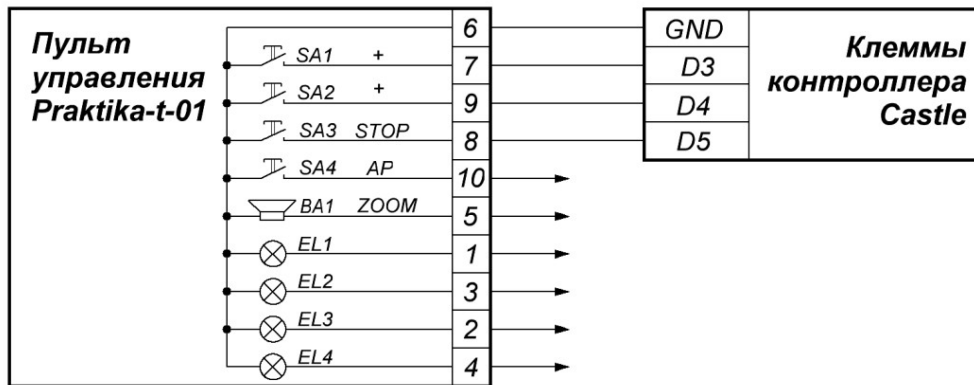 Пульт
управления
Praktika-t-01
SA1 + 7
SA2 + 9
SA3 STOP 8
SA4 AP 10
BA1 ZOOM 5
EL1 1
EL2 3
EL3 2
EL4 4
6
GND
D3
D4
D5
Клеммы
контроллера
Castle